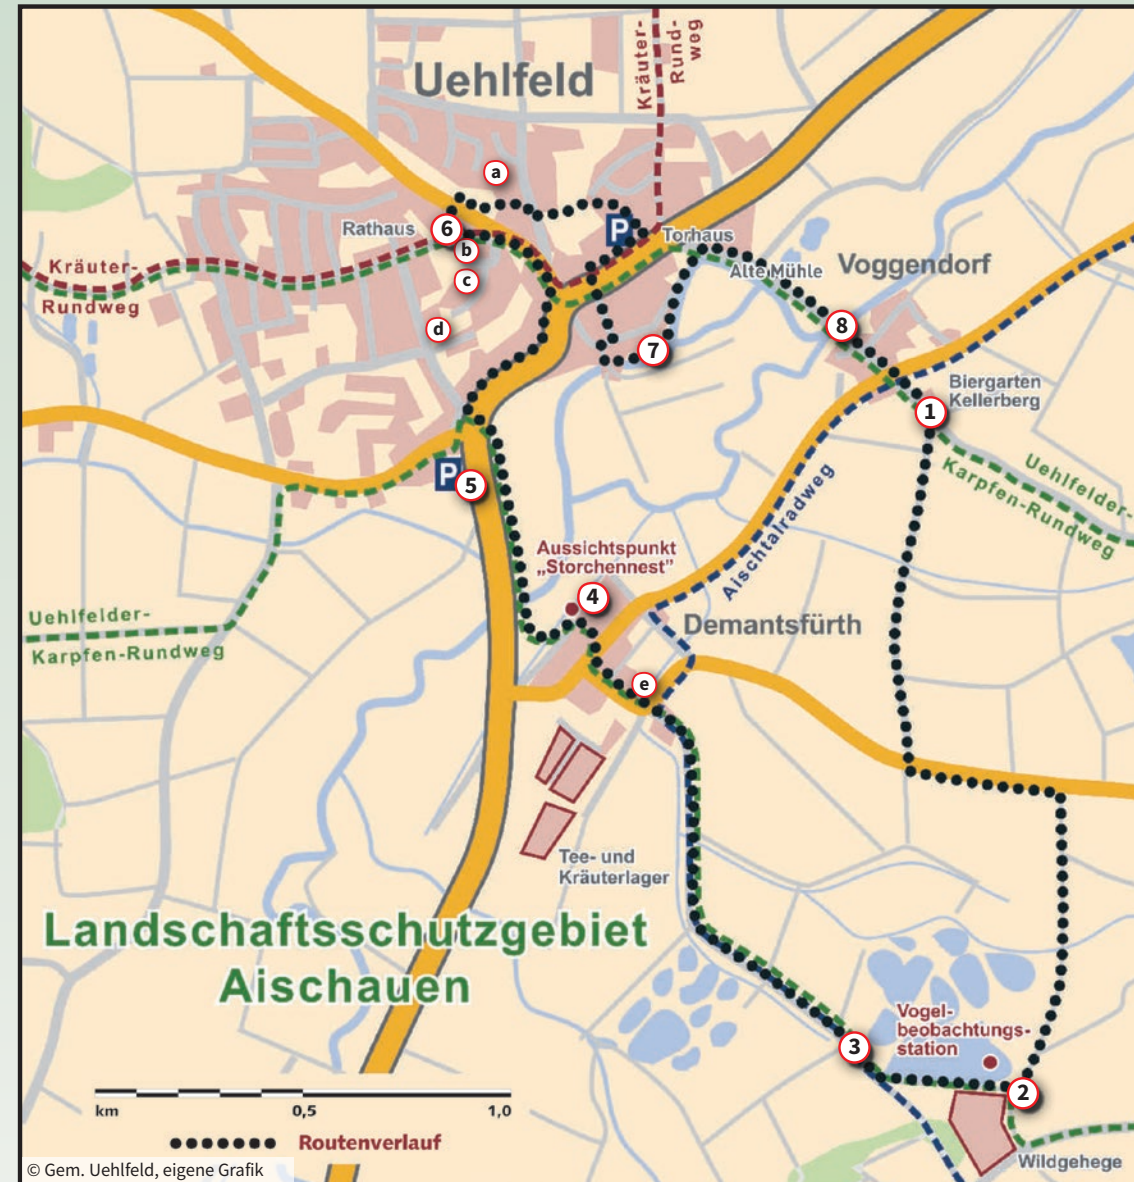 Kräuter-
Rund-
weg
Uehlfeld
a
P
Rathaus
6
b
Torhaus
Alte Mühle
Voggendorf
Kräuter-
Rundweg
c
d
7
8
Biergarten
Kellerberg
1
Uehlfelder-
Karpfen-Rundweg
P
5
Aischtalradweg
Aussichtspunkt
„Storchennest”
4
Uehlfelder-
Karpfen-Rundweg
Demantsfürth
e
Tee- und
Kräuterlager
Landschaftsschutzgebiet
Aischauen
Vogel-
beobachtungs-
station
3
2
km 0,5 1,0
Routenverlauf
Wildgehege
© Gem. Uehlfeld, eigene Grafik